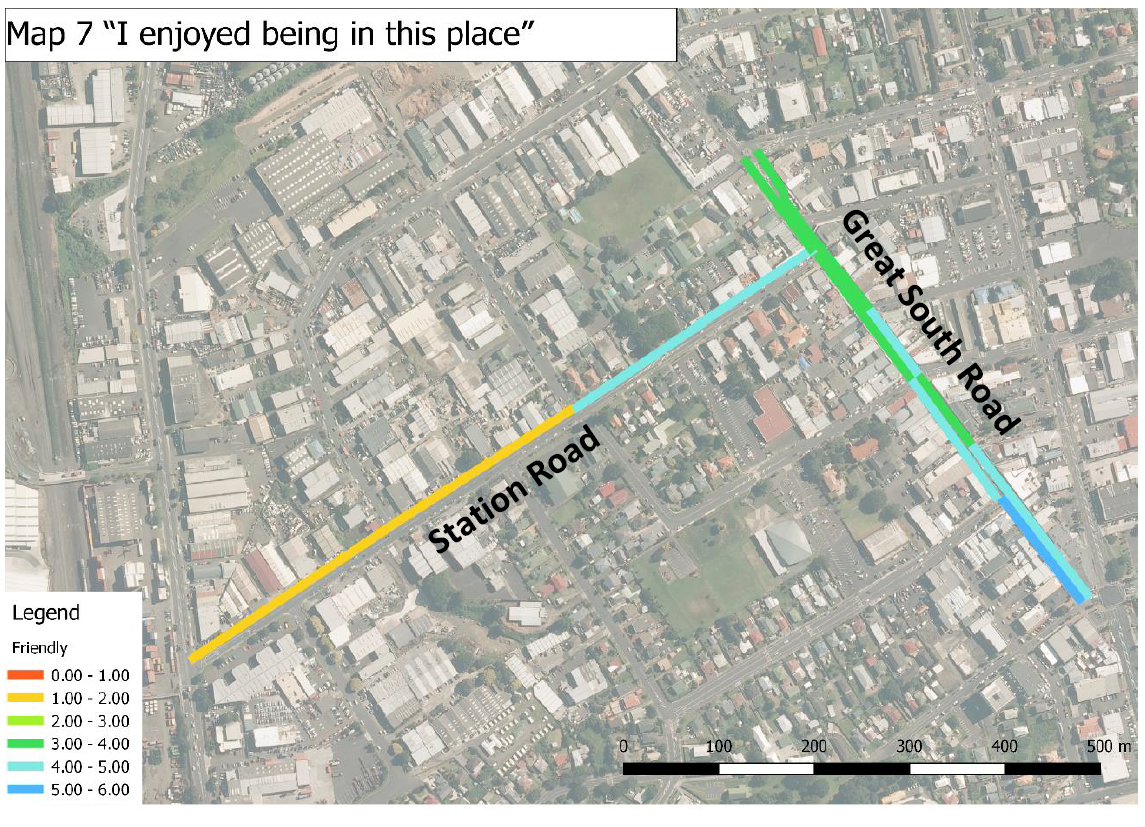 Map 7 “I enjoyed being in this place”
Great South Road
Station Road
Legend
Friendly
0.00 - 1.00
1.00 - 2.00
2.00 - 3.00
3.00 - 4.00
4.00 - 5.00
5.00 - 6.00
0 100 200 300 400 500 m